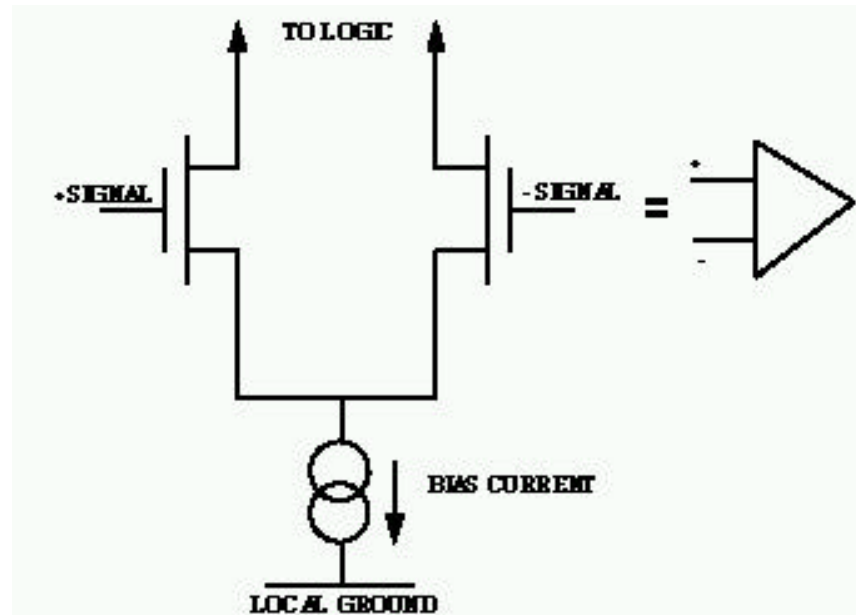 TO LOGIC
+SIGNAL
-SIGNAL
=
+
-
BIAS CURRENT
LOCAL GROUND